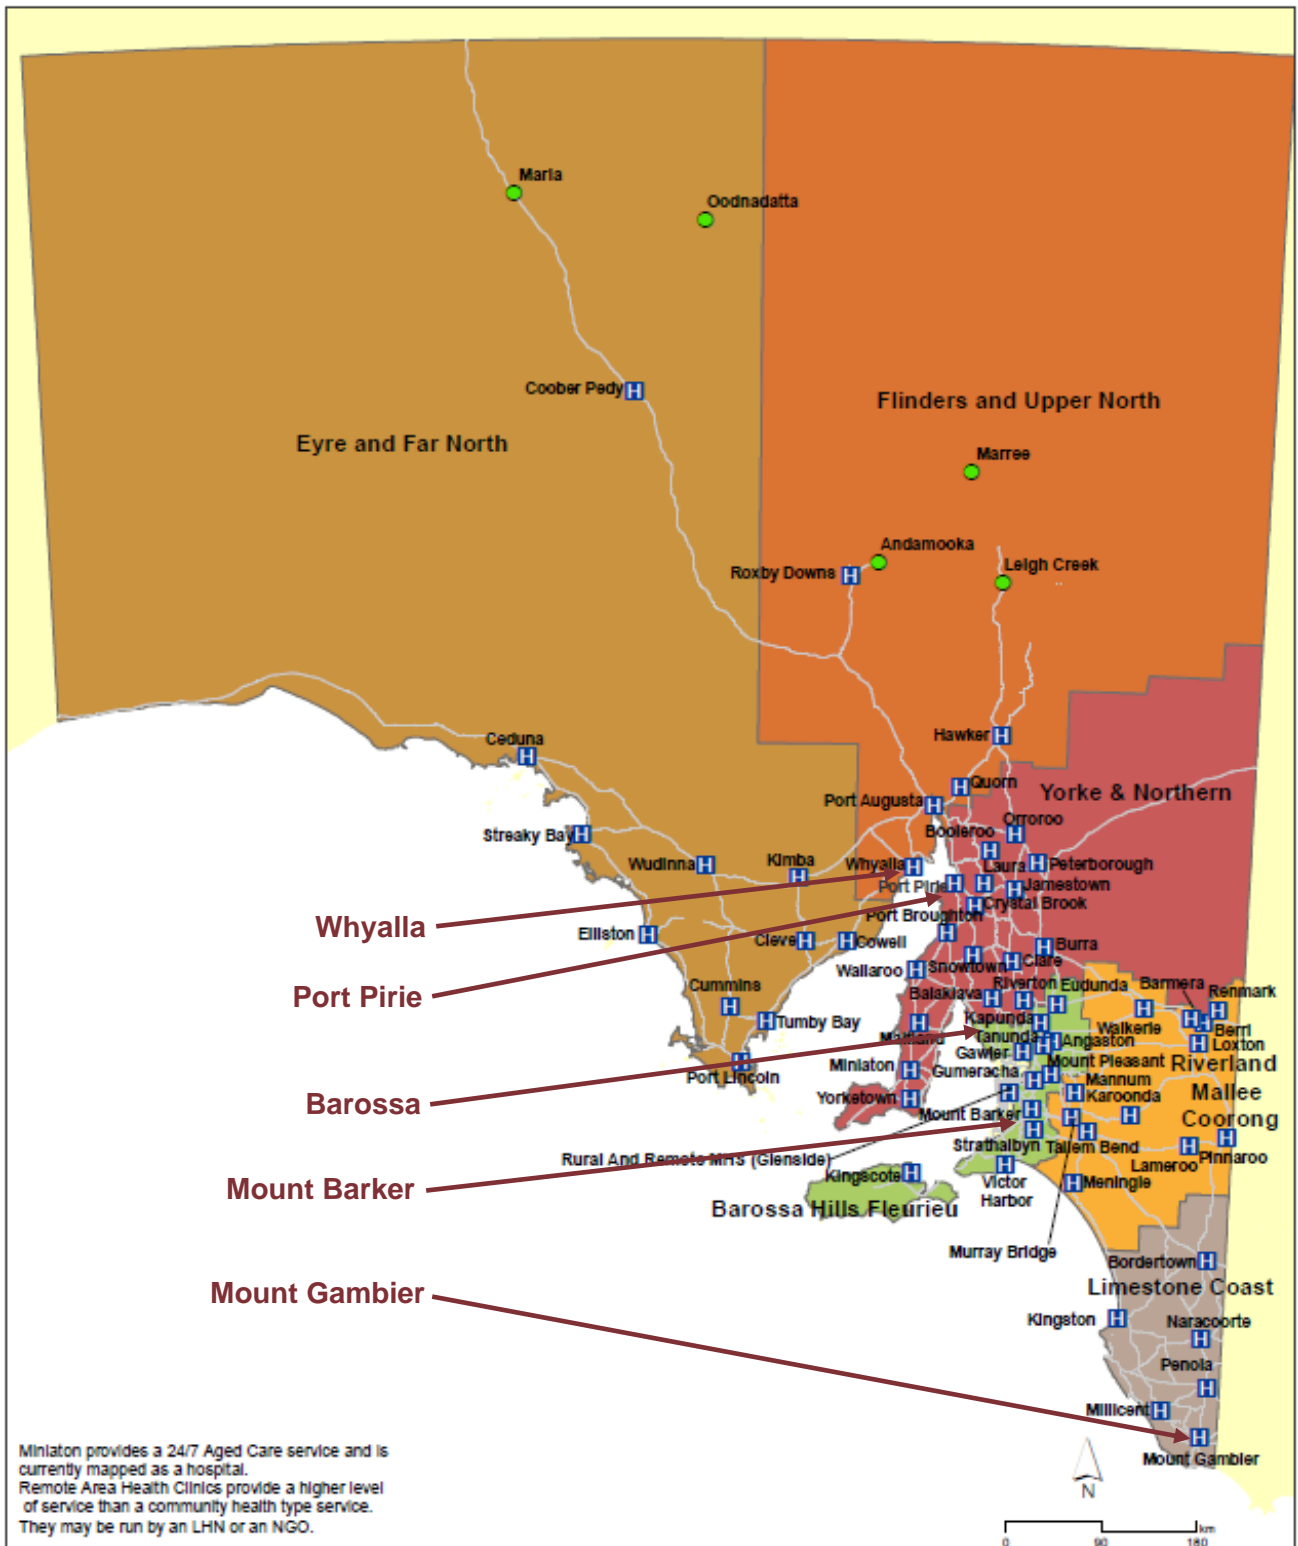 Marla
Oodnadatta
Coober Pedy
H
Flinders and Upper North
Eyre and Far North
Marree
Andamooka
Roxby Downs
H
Leigh Creek
Hawker
H
Ceduna
H
Quorn
H
Yorke & Northern
Port Augusta
H
Orroroo
H
Booleroo
H
Streaky Bay
H
Wudinna
H
Kimba
H
Whyalla
H
Laura
H
Peterborough
H
Port Pirie
H
Jamestown
H
Crystal Brook
H
Port Broughton
H
Whyalla
Elliston
H
Cleve
H
Cowell
H
Burra
H
Wallaroo
H
Snowtown
H
Clare
H
Port Pirie
Cummins
H
Balaklava
H
Riverton
H
Eudunda
H
Barmera
H
Renmark
H
Tumby Bay
H
Maitland
H
Kapunda
H
Walkerie
H
Berri
H
Tanunda
H
Angaston
H
Loxton
H
Gawler
H
Port Lincoln
H
Minlaton
H
Gumeracha
H
Mount Pleasant
H
Riverland
Mallee
Coorong
Mannum
H
Karoonda
H
Barossa
Yorketown
H
H
Mount Barker
H
Strathalbyn
H
Tailem Bend
H
H
Rural And Remote MHS (Glenside)
Lameroo
H
Pinnaroo
H
Mount Barker
Kingscote
H
Victor
Harbor
H
Meningie
H
Barossa Hills Fleurieu
Murray Bridge
Bordertown
H
Mount Gambier
Limestone Coast
Kingston
H
Naracoorte
H
Penola
H
Millicent
H
H
Mount Gambier
Minlaton provides a 24/7 Aged Care service and is
currently mapped as a hospital.
Remote Area Health Clinics provide a higher level
of service than a community health type service.
They may be run by an LHN or an NGO.
N
km
0 90 180